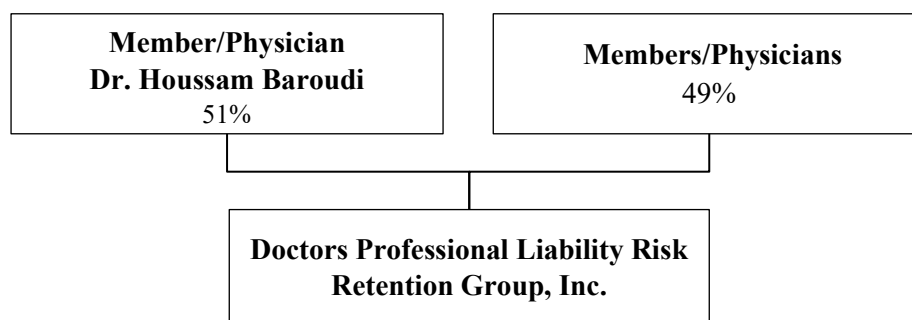 Member/Physician
Dr. Houssam Baroudi
51%
Members/Physicians
49%
Doctors Professional Liability Risk
Retention Group, Inc.